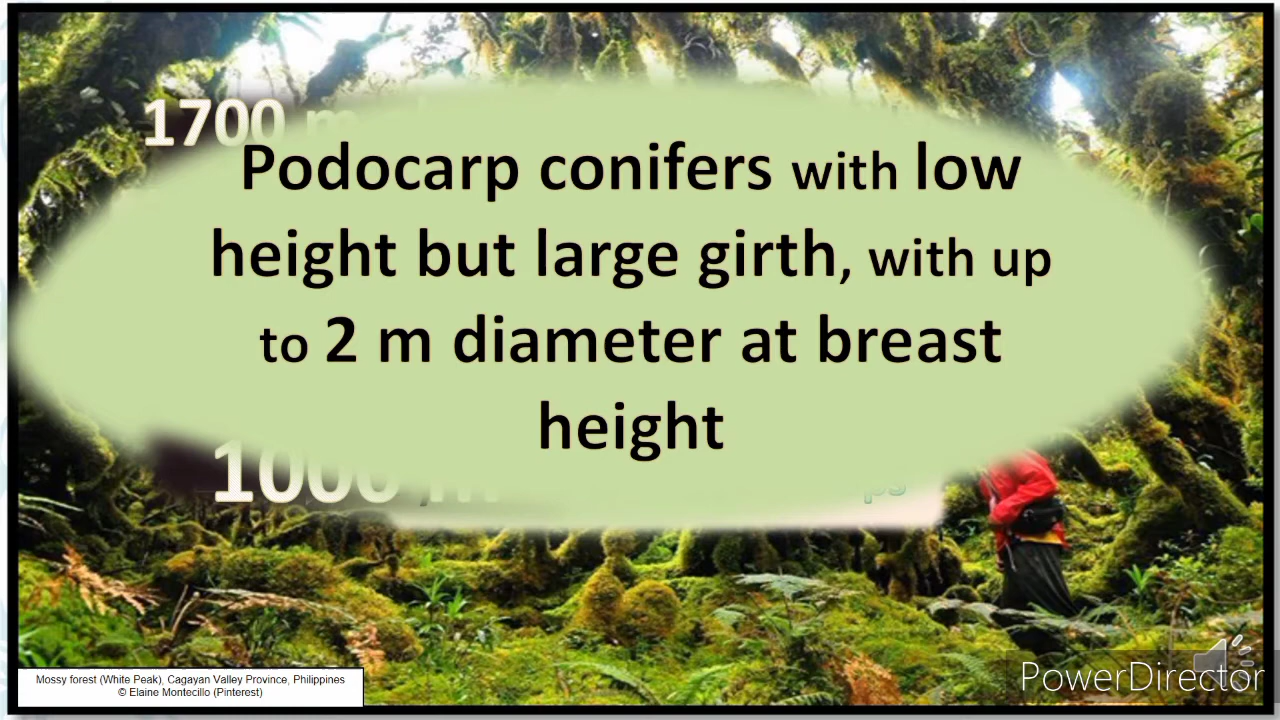 1700 m
Podocarp conifers with low
height but large girth, with up
to 2 m diameter at breast
height
1000 m
Mossy forest (White Peak), Cagayan Valley Province, Philippines
© Elaine Montecillo (Pinterest)
PowerDirector